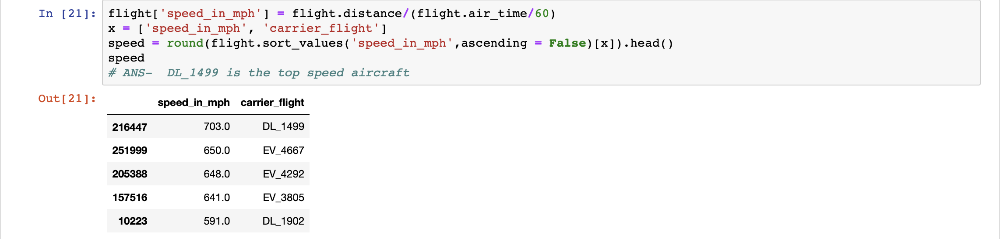 In [21]: flight['speed_in_mph'] = flight.distance/(flight.air_time/60)
x = ['speed_in_mph', 'carrier_flight']
speed = round(flight.sort_values('speed_in_mph',ascending = False)[x]).head()
speed
# ANS-  DL_1499 is the top speed aircraft
Out[21]:
speed_in_mph carrier_flight
216447 703.0 DL_1499
251999 650.0 EV_4667
205388 648.0 EV_4292
157516 641.0 EV_3805
10223 591.0 DL_1902